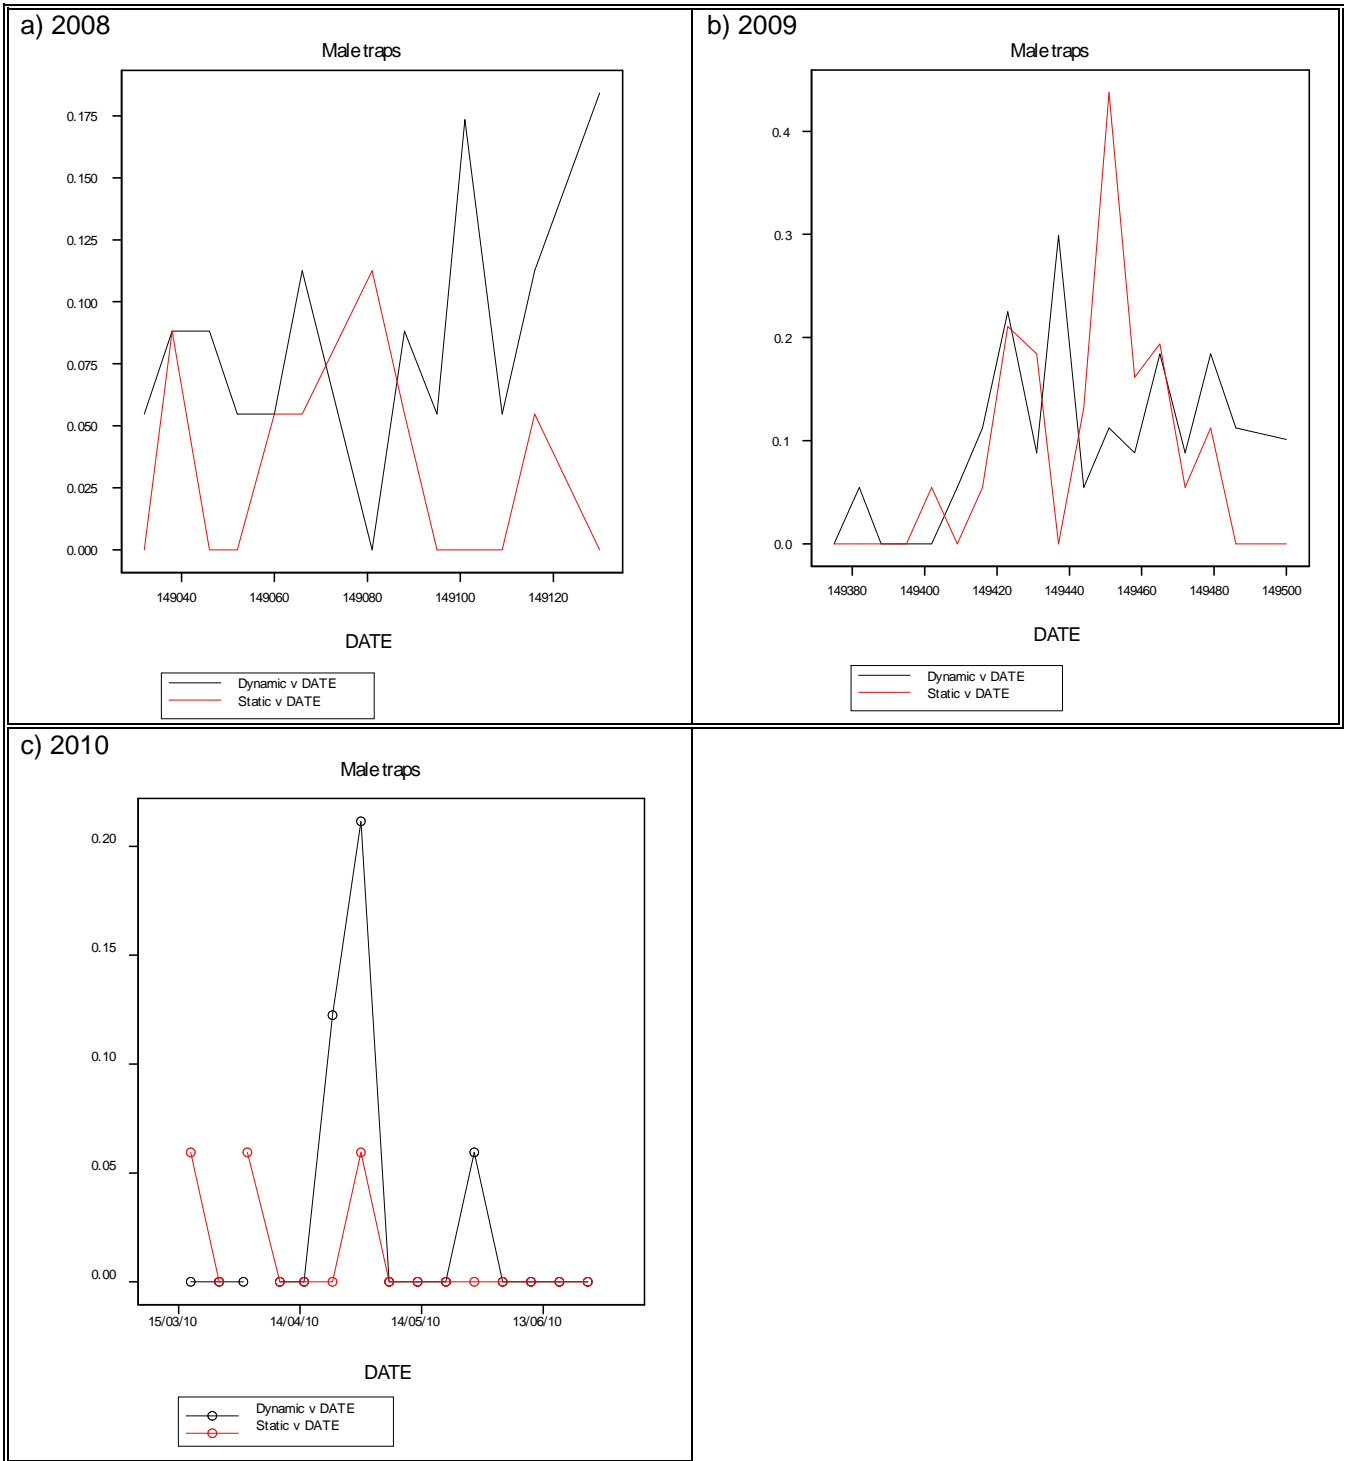 a) 2008
Male traps
0.175
0.150
0.125
0.100
0.075
0.050
0.025
0.000
149040 149060 149080 149100 149120
DATE
Dynamic v DATE
Static v DATE
b) 2009
Male traps
0.4
0.3
0.2
0.1
0.0
149380 149400 149420 149440 149460 149480 149500
DATE
Dynamic v DATE
Static v DATE
c) 2010
Male traps
0.20
0.15
0.10
0.05
0.00
15/03/10 14/04/10 14/05/10 13/06/10
DATE
Dynamic v DATE
Static v DATE